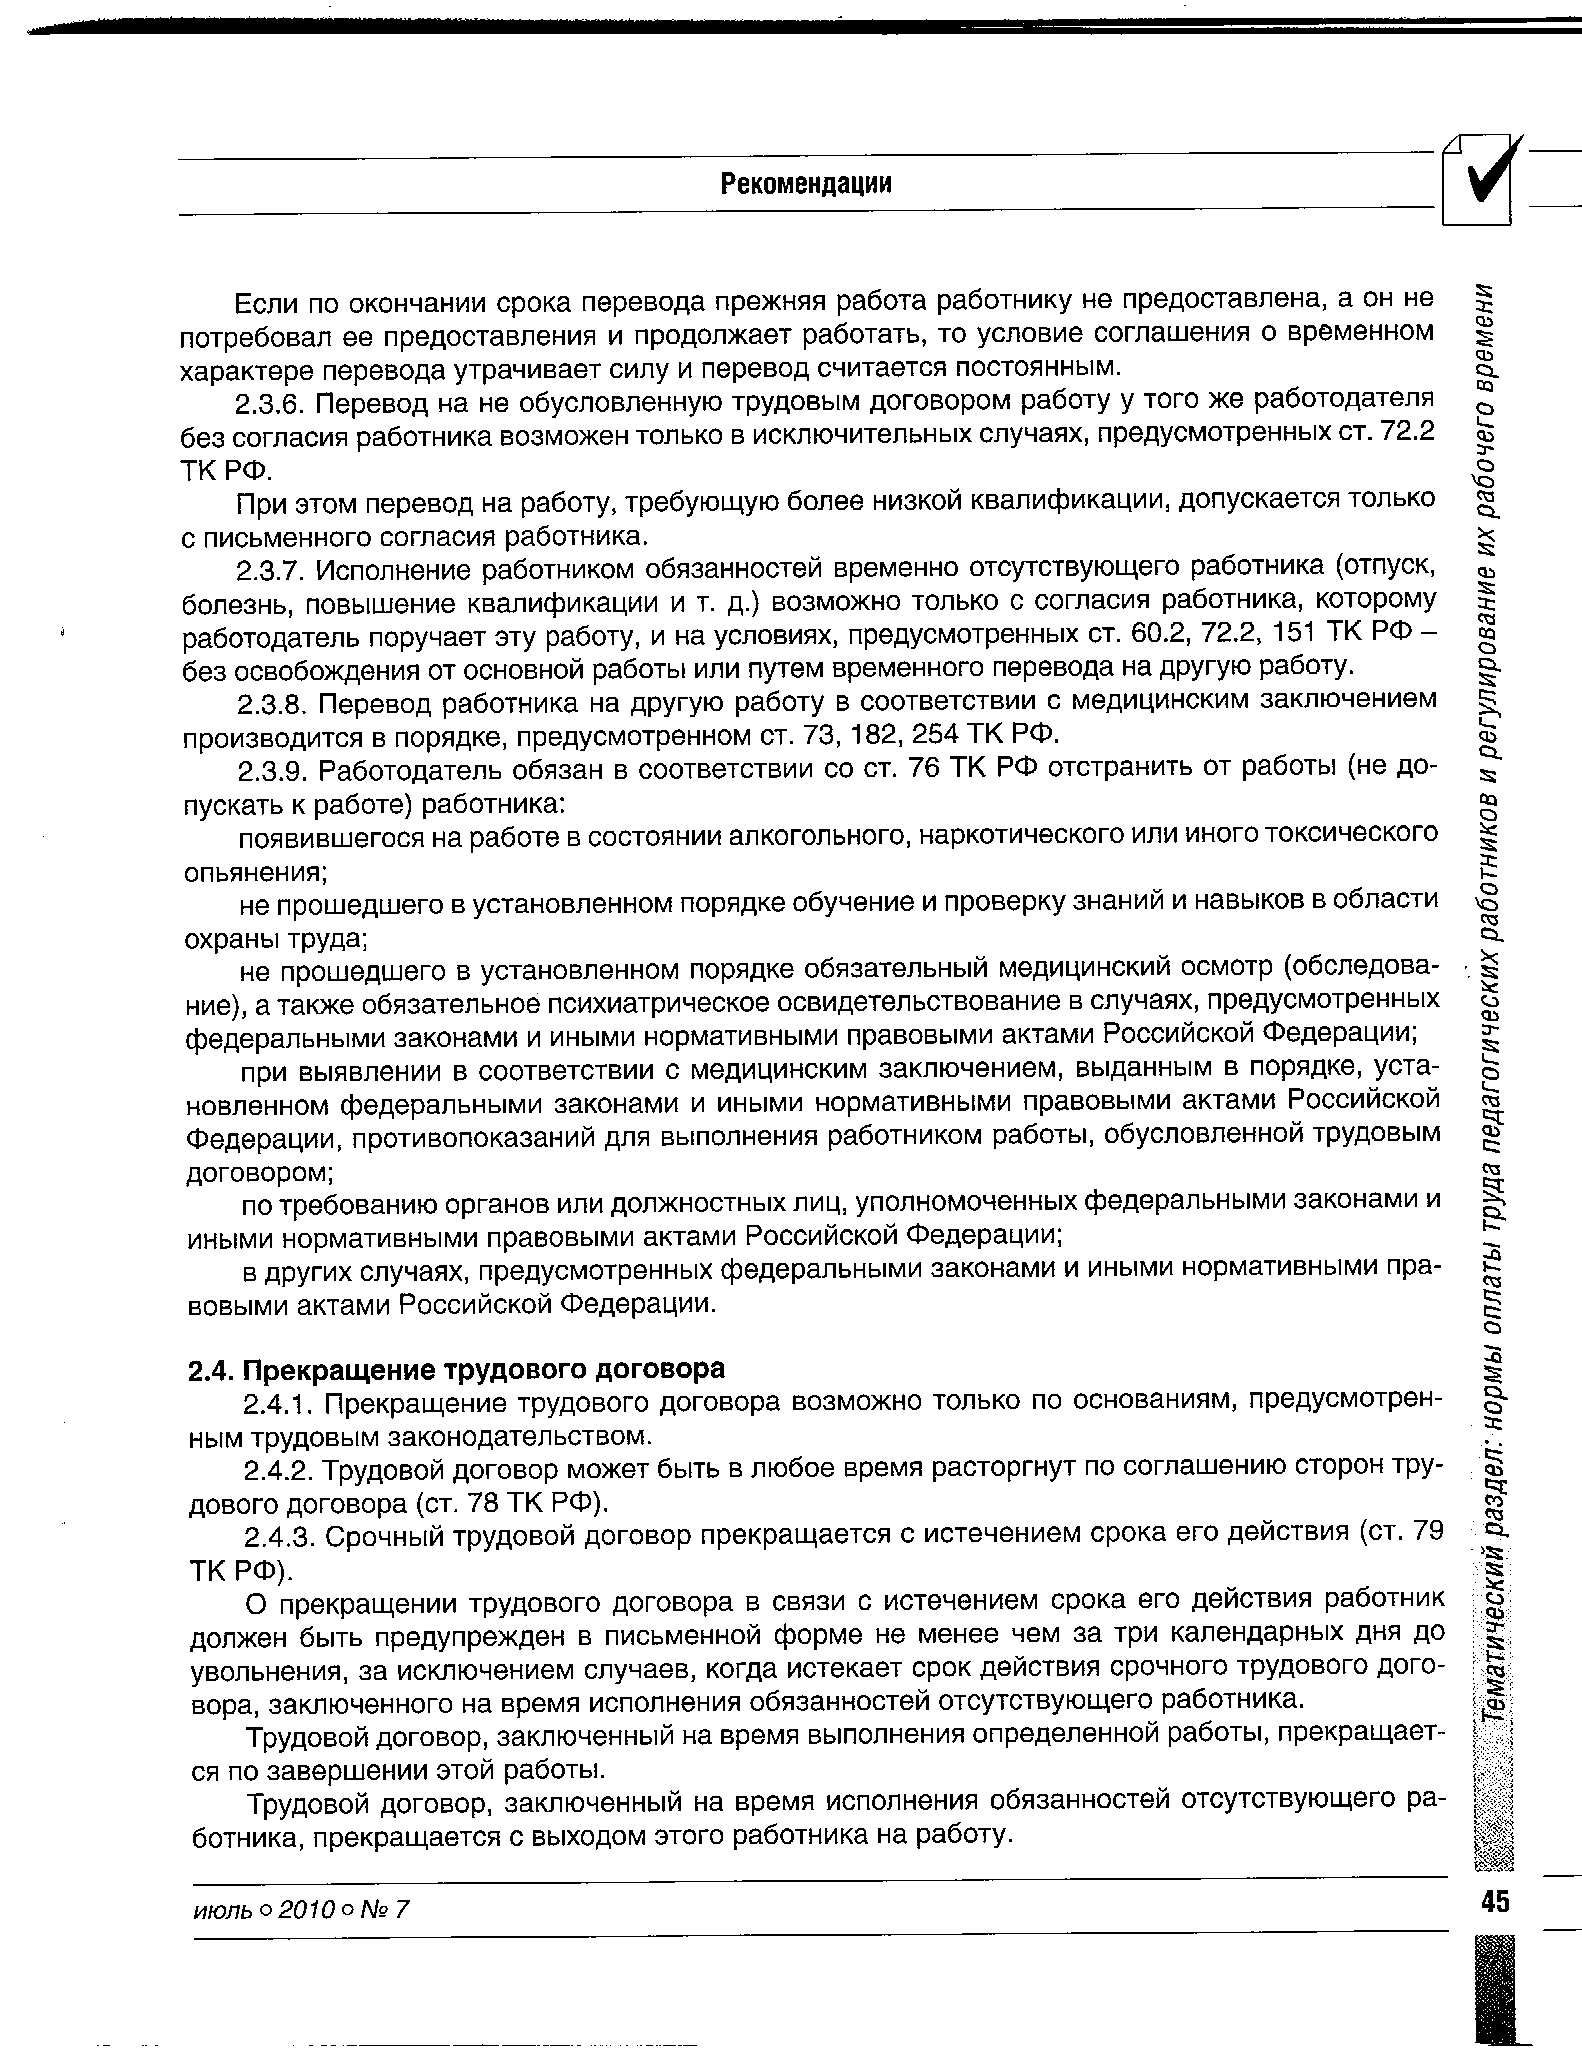 Рекомендации
Если по окончании срока перевода прежняя работа работнику не предоставлена, а он не
потребовал ее предоставления и продолжает работать, то условие соглашения о временном
характере перевода утрачивает силу и перевод считается постоянным.
2.3.6. Перевод на не обусловленную трудовым договором работу у того же работодателя
без согласия работника возможен только в исключительных случаях, предусмотренных ст. 72.2
ТК РФ.
При этом перевод на работу, требующую более низкой квалификации, допускается только
с письменного согласия работника.
2.3.7. Исполнение работником обязанностей временно отсутствующего работника (отпуск,
болезнь, повышение квалификации и т. д.) возможно только с согласия работника, которому
работодатель поручает эту работу, и на условиях, предусмотренных ст. 60.2, 72.2, 151 ТК РФ –
без освобождения от основной работы или путем временного перевода на другую работу.
2.3.8. Перевод работника на другую работу в соответствии с медицинским заключением
производится в порядке, предусмотренном ст. 73, 182, 254 ТК РФ.
2.3.9. Работодатель обязан в соответствии со ст. 76 ТК РФ отстранить от работы (не до-
пускать к работе) работника:
появившегося на работе в состоянии алкогольного, наркотического или иного токсического
опьянения;
не прошедшего в установленном порядке обучение и проверку знаний и навыков в области
охраны труда;
не прошедшего в установленном порядке обязательный медицинский осмотр (обследова-
ние), а также обязательное психиатрическое освидетельствование в случаях, предусмотренных
федеральными законами и иными нормативными правовыми актами Российской Федерации;
при выявлении в соответствии с медицинским заключением, выданным в порядке, уста-
новленном федеральными законами и иными нормативными правовыми актами Российской
Федерации, противопоказаний для выполнения работником работы, обусловленной трудовым
договором;
по требованию органов или должностных лиц, уполномоченных федеральными законами и
иными нормативными правовыми актами Российской Федерации;
в других случаях, предусмотренных федеральными законами и иными нормативными пра-
вовыми актами Российской Федерации.
2.4. Прекращение трудового договора
2.4.1. Прекращение трудового договора возможно только по основаниям, предусмотрен-
ным трудовым законодательством.
2.4.2. Трудовой договор может быть в любое время расторгнут по соглашению сторон тру-
дового договора (ст. 78 ТК РФ).
2.4.3. Срочный трудовой договор прекращается с истечением срока его действия (ст. 79
ТК РФ).
О прекращении трудового договора в связи с истечением срока его действия работник
должен быть предупрежден в письменной форме не менее чем за три календарных дня до
увольнения, за исключением случаев, когда истекает срок действия срочного трудового дого-
вора, заключенного на время исполнения обязанностей отсутствующего работника.
Трудовой договор, заключенный на время выполнения определенной работы, прекращает-
ся по завершении этой работы.
Трудовой договор, заключенный на время исполнения обязанностей отсутствующего ра-
ботника, прекращается с выходом этого работника на работу.
Тематический раздел: нормы оплаты труда педагогических работников и регулирование их рабочего времени
июль ○ 2010 ○ № 7
45